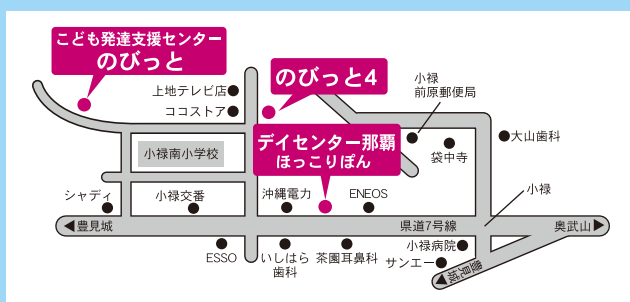 こども発達支援センター
のびっと
のびっと4
上地テレビ店
ココストア
小禄
前原郵便局
デイセンター那覇
ほっこりぽん
大山歯科
袋中寺
小禄南小学校
シャディ
小禄交番
沖縄電力
ENEOS
小禄
◀豊見城
県道7号線
奥武山▶
ESSO
いしはら
歯科
茶園耳鼻科
小禄病院
サンエー
◀豊見城